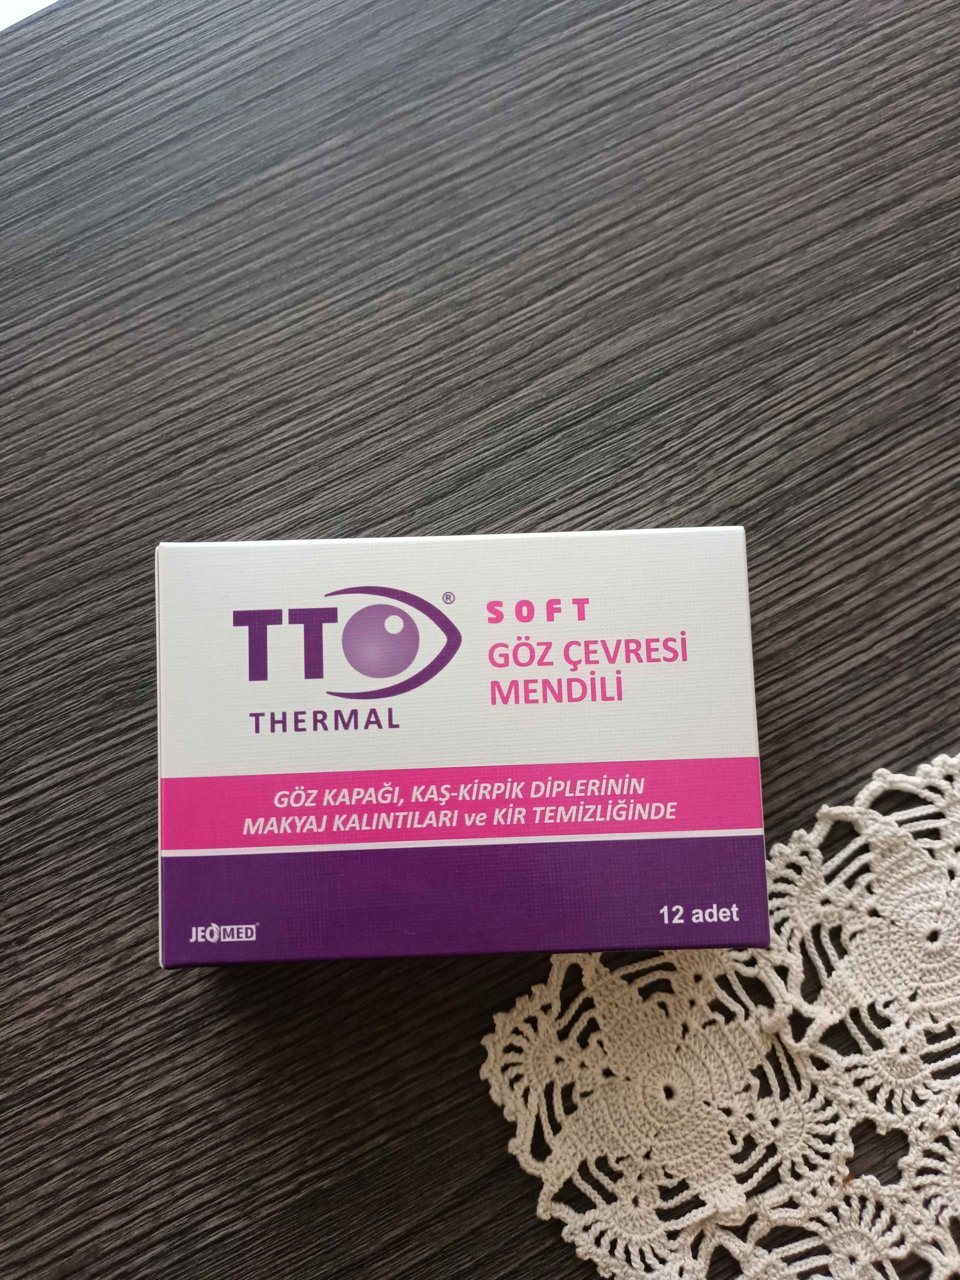 TTO®
THERMAL
SOFT
GÖZ ÇEVRESİ
MENDİLİ
GÖZ KAPAĞI, KAŞ-KİRPİK DİPLERİNİN
MAKYAJ KALINTILARI ve KİR TEMİZLİĞİNDE
JEOMED®
12 adet